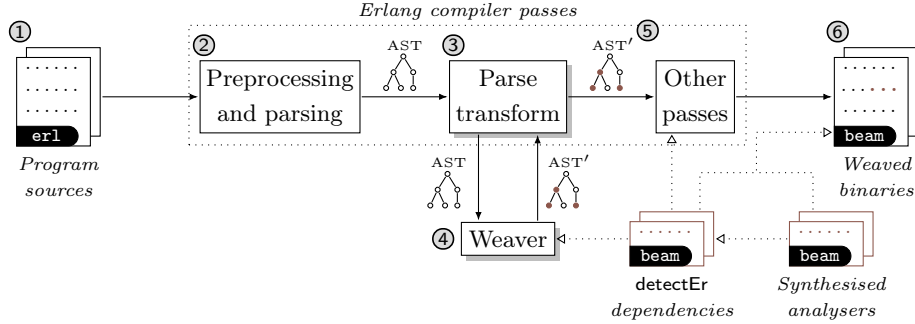 Erlang compiler passes
1
2
AST
3
AST′
5
6
Preprocessing
and parsing
Parse
transform
Other
passes
erl
beam
Program
sources
Weaved
binaries
AST
AST′
4
Weaver
beam
beam
detectEr
dependencies
Synthesised
analysers